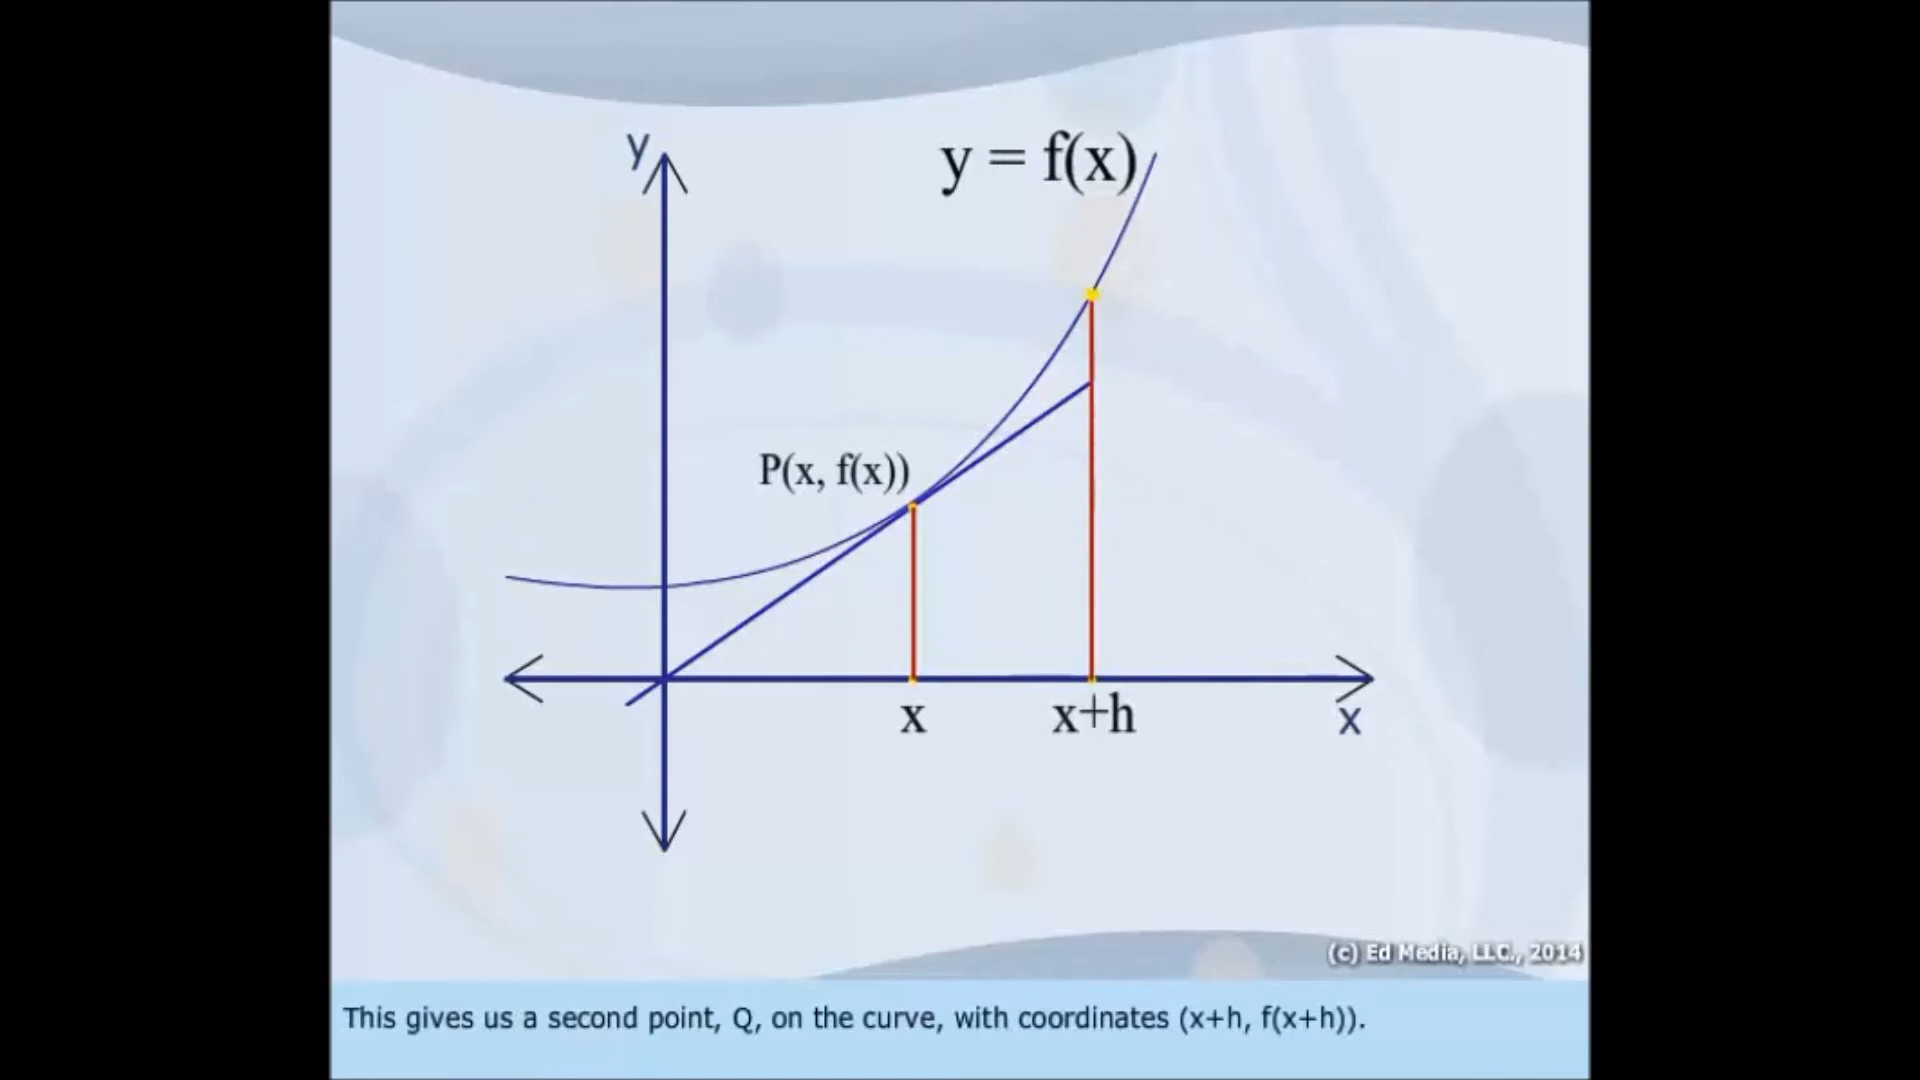 y
y = f(x)
P(x, f(x))
x
x+h
x
(c) Ed Media, LLC., 2014
This gives us a second point, Q, on the curve, with coordinates (x+h, f(x+h)).